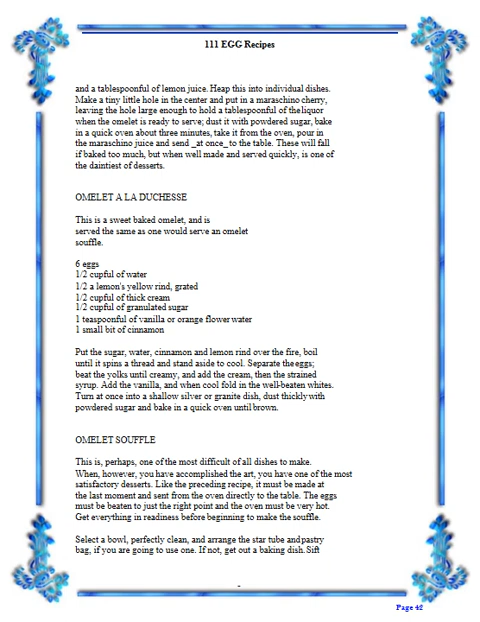 111 EGG Recipes
and a tablespoonful of lemon juice. Heap this into individual dishes.
Make a tiny little hole in the center and put in a maraschino cherry,
leaving the hole large enough to hold a tablespoonful of the liquor
when the omelet is ready to serve; dust it with powdered sugar, bake
in a quick oven about three minutes, take it from the oven, pour in
the maraschino juice and send _at once_ to the table. These will fall
if baked too much, but when well made and served quickly, is one of
the daintiest of desserts.
OMELET A LA DUCHESSE
This is a sweet baked omelet, and is
served the same as one would serve an omelet
souffle.
6 eggs
1/2 cupful of water
1/2 a lemon's yellow rind, grated
1/2 cupful of thick cream
1/2 cupful of granulated sugar
1 teaspoonful of vanilla or orange flower water
1 small bit of cinnamon
Put the sugar, water, cinnamon and lemon rind over the fire, boil
until it spins a thread and stand aside to cool. Separate the eggs;
beat the yolks until creamy, and add the cream, then the strained
syrup. Add the vanilla, and when cool fold in the well-beaten whites.
Turn at once into a shallow silver or granite dish, dust thickly with
powdered sugar and bake in a quick oven until brown.
OMELET SOUFFLE
This is, perhaps, one of the most difficult of all dishes to make.
When, however, you have accomplished the art, you have one of the most
satisfactory desserts. Like the preceding recipe, it must be made at
the last moment and sent from the oven directly to the table. The eggs
must be beaten to just the right point and the oven must be very hot.
Get everything in readiness before beginning to make the souffle.
Select a bowl, perfectly clean, and arrange the star tube and pastry
bag, if you are going to use one. If not, get out a baking dish. Sift
-
Page 42